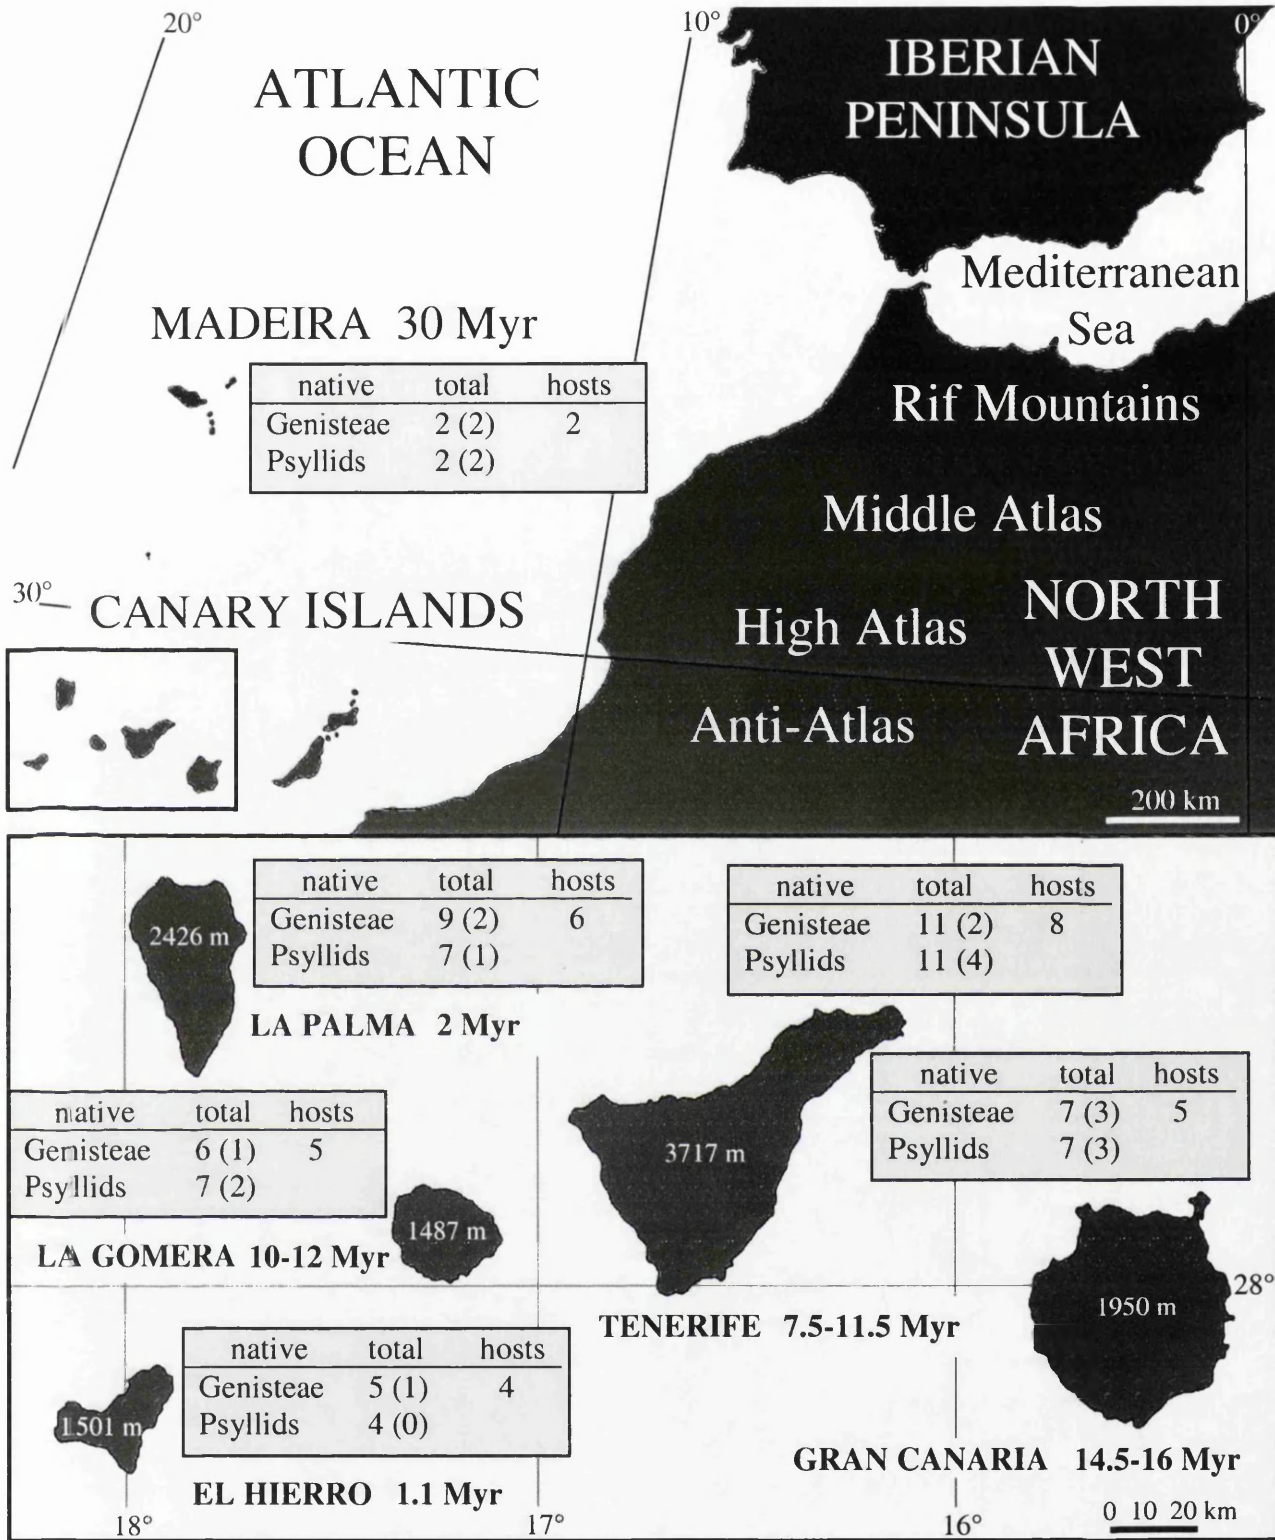 20°
10°
0°
ATLANTIC
OCEAN
IBERIAN
PENINSULA
Mediterranean
Sea
MADEIRA 30 Myr
native total hosts
Genisteae 2 (2) 2
Psyllids 2 (2)
Rif Mountains
Middle Atlas
30°
CANARY ISLANDS
High Atlas
NORTH
WEST
AFRICA
Anti-Atlas
200 km
2426 m
native total hosts
Genisteae 9 (2) 6
Psyllids 7 (1)
LA PALMA 2 Myr
native total hosts
Genisteae 11 (2) 8
Psyllids 11 (4)
native total hosts
Genisteae 6 (1) 5
Psyllids 7 (2)
LA GOMERA 10-12 Myr
1487 m
3717 m
TENERIFE 7.5-11.5 Myr
native total hosts
Genisteae 7 (3) 5
Psyllids 7 (3)
1950 m
28°
GRAN CANARIA 14.5-16 Myr
native total hosts
Genisteae 5 (1) 4
Psyllids 4 (0)
1501 m
EL HIERRO 1.1 Myr
18°
17°
16°
0 10 20 km